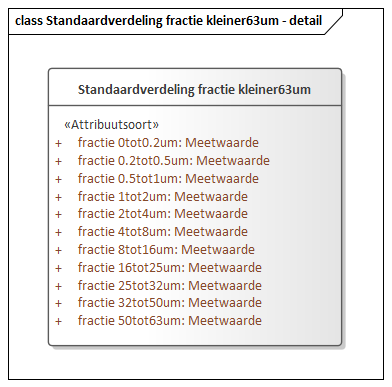 class Standaardverdeling fractie kleiner63um - detail
Standaardverdeling fractie kleiner63um
«Attribuutsoort»
+ fractie 0tot0.2um: Meetwaarde
+ fractie 0.2tot0.5um: Meetwaarde
+ fractie 0.5tot1um: Meetwaarde
+ fractie 1tot2um: Meetwaarde
+ fractie 2tot4um: Meetwaarde
+ fractie 4tot8um: Meetwaarde
+ fractie 8tot16um: Meetwaarde
+ fractie 16tot25um: Meetwaarde
+ fractie 25tot32um: Meetwaarde
+ fractie 32tot50um: Meetwaarde
+ fractie 50tot63um: Meetwaarde